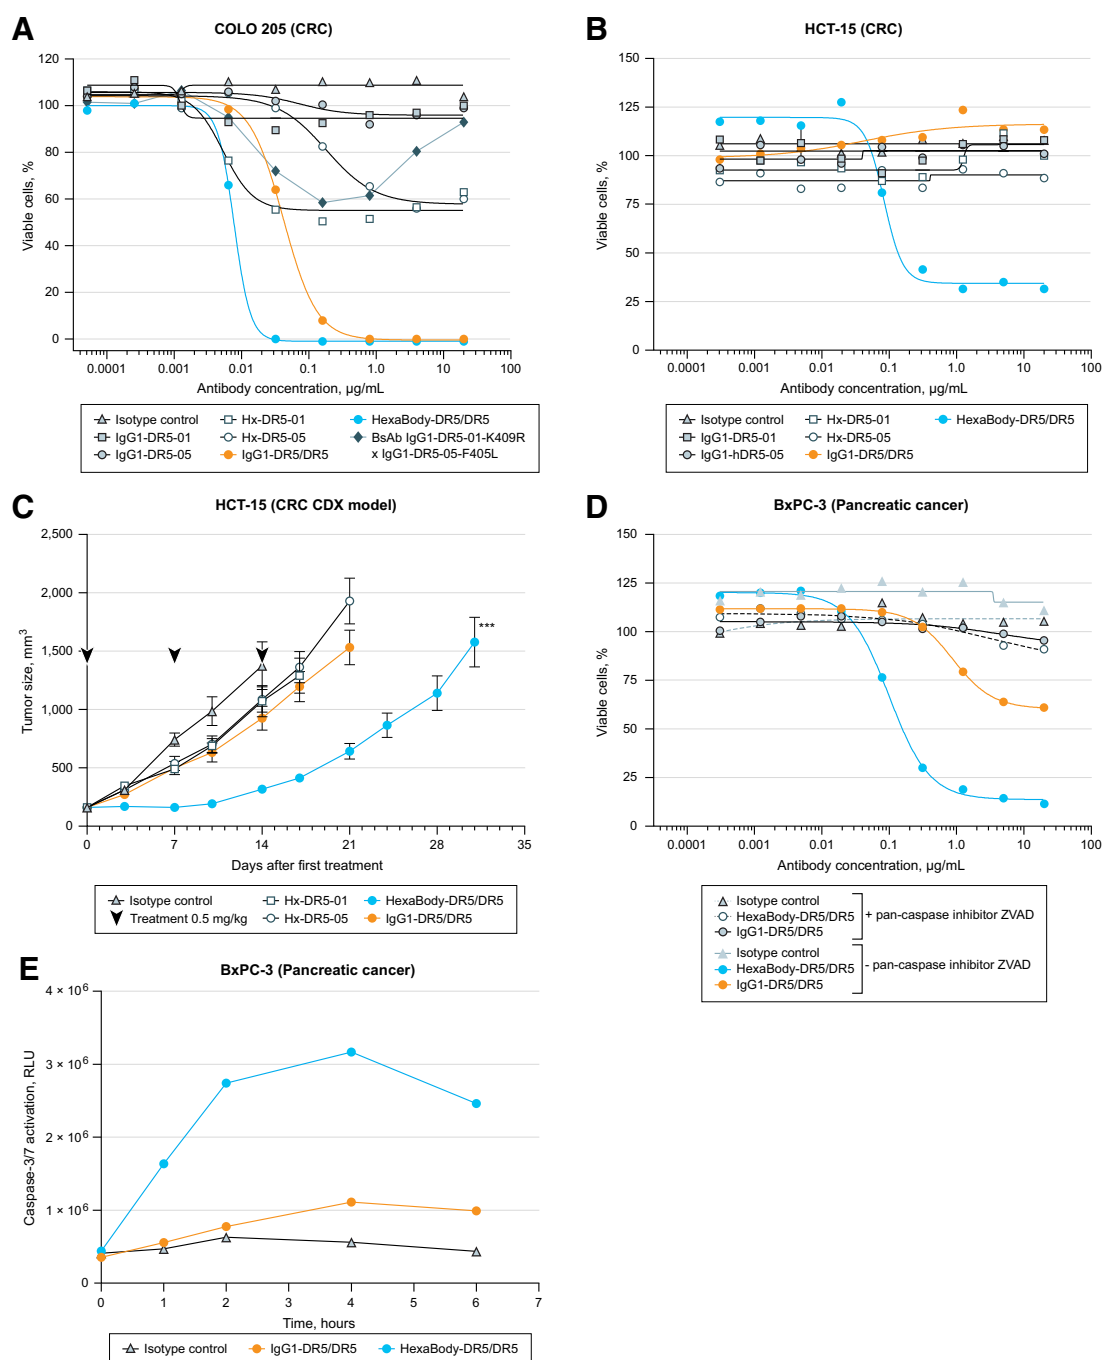 A
COLO 205 (CRC)
Viable cells, %
120
100
80
60
40
20
0
0.0001 0.001 0.01 0.1 1.0 10 100
Antibody concentration, µg/mL
Isotype control Hx-DR5-01 HexaBody-DR5/DR5
IgG1-DR5-01 Hx-DR5-05 BsAb IgG1-DR5-01-K409R
IgG1-DR5-05 IgG1-DR5/DR5 x IgG1-DR5-05-F405L
B
HCT-15 (CRC)
Viable cells, %
150
125
100
75
50
25
0
0.0001 0.001 0.01 0.1 1.0 10 100
Antibody concentration, µg/mL
Isotype control Hx-DR5-01 HexaBody-DR5/DR5
IgG1-DR5-01 Hx-DR5-05
IgG1-hDR5-05 IgG1-DR5/DR5
C
HCT-15 (CRC CDX model)
Tumor size, mm³
2,500
2,000
1,500
1,000
500
0
***
0 7 14 21 28 35
Days after first treatment
Isotype control Hx-DR5-01 HexaBody-DR5/DR5
Treatment 0.5 mg/kg Hx-DR5-05 IgG1-DR5/DR5
D
BxPC-3 (Pancreatic cancer)
Viable cells, %
150
125
100
75
50
25
0
0.0001 0.001 0.01 0.1 1.0 10 100
Antibody concentration, µg/mL
Isotype control
HexaBody-DR5/DR5 + pan-caspase inhibitor ZVAD
IgG1-DR5/DR5
Isotype control
HexaBody-DR5/DR5 - pan-caspase inhibitor ZVAD
IgG1-DR5/DR5
E
BxPC-3 (Pancreatic cancer)
Caspase-3/7 activation, RLU
4 × 10⁶
3 × 10⁶
2 × 10⁶
1 × 10⁶
0
0 1 2 3 4 5 6 7
Time, hours
Isotype control IgG1-DR5/DR5 HexaBody-DR5/DR5